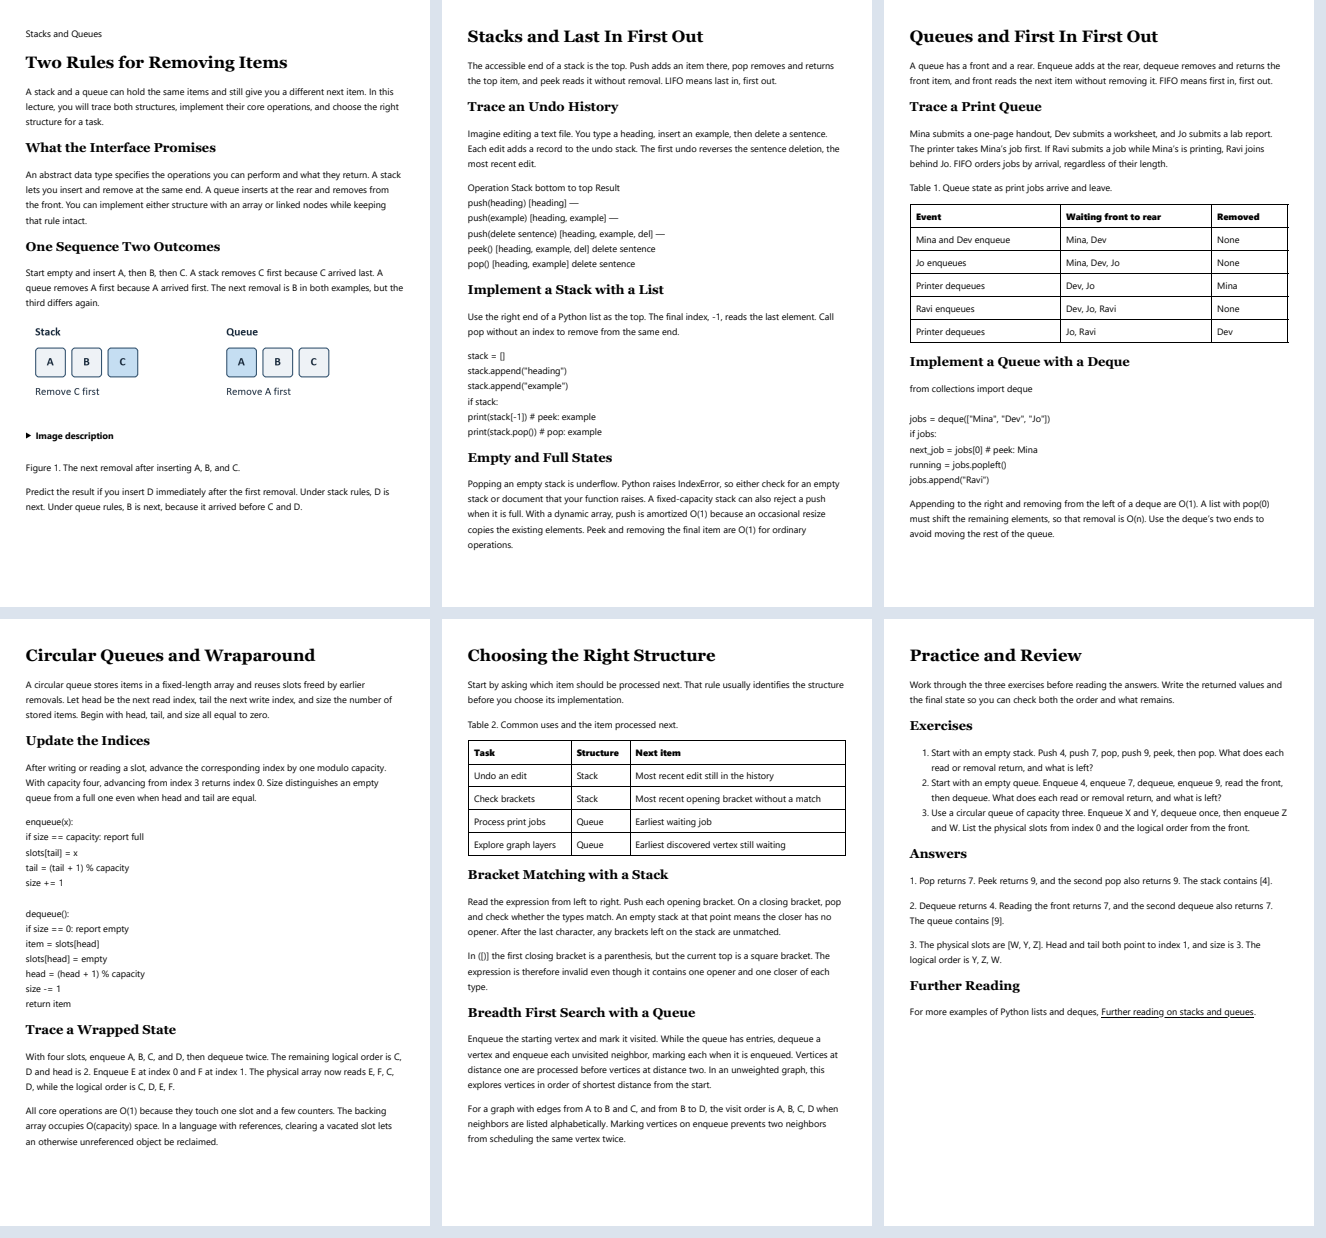 Stacks and Queues
Two Rules for Removing Items
A stack and a queue can hold the same items and still give you a different next item. In this
lecture, you will trace both structures, implement their core operations, and choose the right
structure for a task.
What the Interface Promises
An abstract data type specifies the operations you can perform and what they return. A stack
lets you insert and remove at the same end. A queue inserts at the rear and removes from
the front. You can implement either structure with an array or linked nodes while keeping
that rule intact.
One Sequence Two Outcomes
Start empty and insert A, then B, then C. A stack removes C first because C arrived last. A
queue removes A first because A arrived first. The next removal is B in both examples, but the
third differs again.
Stack Queue
A B C A B C
Remove C first Remove A first
Image description
Figure 1. The next removal after inserting A, B, and C.
Predict the result if you insert D immediately after the first removal. Under stack rules, D is
next. Under queue rules, B is next, because it arrived before C and D.
Stacks and Last In First Out
The accessible end of a stack is the top. Push adds an item there, pop removes and returns
the top item, and peek reads it without removal. LIFO means last in, first out.
Trace an Undo History
Imagine editing a text file. You type a heading, insert an example, then delete a sentence.
Each edit adds a record to the undo stack. The first undo reverses the sentence deletion, the
most recent edit.
Operation Stack bottom to top Result
push(heading) [heading] —
push(example) [heading, example] —
push(delete sentence) [heading, example, del] —
peek() [heading, example, del] delete sentence
pop() [heading, example] delete sentence
Implement a Stack with a List
Use the right end of a Python list as the top. The final index, -1, reads the last element. Call
pop without an index to remove from the same end.
stack = []
stack.append("heading")
stack.append("example")
if stack:
print(stack[-1]) # peek: example
print(stack.pop()) # pop: example
Empty and Full States
Popping an empty stack is underflow. Python raises IndexError, so either check for an empty
stack or document that your function raises. A fixed-capacity stack can also reject a push
when it is full. With a dynamic array, push is amortized O(1) because an occasional resize
copies the existing elements. Peek and removing the final item are O(1) for ordinary
operations.
Queues and First In First Out
A queue has a front and a rear. Enqueue adds at the rear, dequeue removes and returns the
front item, and front reads the next item without removing it. FIFO means first in, first out.
Trace a Print Queue
Mina submits a one-page handout, Dev submits a worksheet, and Jo submits a lab report.
The printer takes Mina's job first. If Ravi submits a job while Mina's is printing, Ravi joins
behind Jo. FIFO orders jobs by arrival, regardless of their length.
Table 1. Queue state as print jobs arrive and leave.
Event Waiting front to rear Removed
Mina and Dev enqueue Mina, Dev None
Jo enqueues Mina, Dev, Jo None
Printer dequeues Dev, Jo Mina
Ravi enqueues Dev, Jo, Ravi None
Printer dequeues Jo, Ravi Dev
Implement a Queue with a Deque
from collections import deque
jobs = deque(["Mina", "Dev", "Jo"])
if jobs:
next_job = jobs[0] # peek: Mina
running = jobs.popleft()
jobs.append("Ravi")
Appending to the right and removing from the left of a deque are O(1). A list with pop(0)
must shift the remaining elements, so that removal is O(n). Use the deque's two ends to
avoid moving the rest of the queue.
Circular Queues and Wraparound
A circular queue stores items in a fixed-length array and reuses slots freed by earlier
removals. Let head be the next read index, tail the next write index, and size the number of
stored items. Begin with head, tail, and size all equal to zero.
Update the Indices
After writing or reading a slot, advance the corresponding index by one modulo capacity.
With capacity four, advancing from index 3 returns index 0. Size distinguishes an empty
queue from a full one even when head and tail are equal.
enqueue(x):
if size == capacity: report full
slots[tail] = x
tail = (tail + 1) % capacity
size += 1
dequeue():
if size == 0: report empty
item = slots[head]
slots[head] = empty
head = (head + 1) % capacity
size -= 1
return item
Trace a Wrapped State
With four slots, enqueue A, B, C, and D, then dequeue twice. The remaining logical order is C,
D and head is 2. Enqueue E at index 0 and F at index 1. The physical array now reads E, F, C,
D, while the logical order is C, D, E, F.
All core operations are O(1) because they touch one slot and a few counters. The backing
array occupies O(capacity) space. In a language with references, clearing a vacated slot lets
an otherwise unreferenced object be reclaimed.
Choosing the Right Structure
Start by asking which item should be processed next. That rule usually identifies the structure
before you choose its implementation.
Table 2. Common uses and the item processed next.
Task Structure Next item
Undo an edit Stack Most recent edit still in the history
Check brackets Stack Most recent opening bracket without a match
Process print jobs Queue Earliest waiting job
Explore graph layers Queue Earliest discovered vertex still waiting
Bracket Matching with a Stack
Read the expression from left to right. Push each opening bracket. On a closing bracket, pop
and check whether the types match. An empty stack at that point means the closer has no
opener. After the last character, any brackets left on the stack are unmatched.
In ([)] the first closing bracket is a parenthesis, but the current top is a square bracket. The
expression is therefore invalid even though it contains one opener and one closer of each
type.
Breadth First Search with a Queue
Enqueue the starting vertex and mark it visited. While the queue has entries, dequeue a
vertex and enqueue each unvisited neighbor, marking each when it is enqueued. Vertices at
distance one are processed before vertices at distance two. In an unweighted graph, this
explores vertices in order of shortest distance from the start.
For a graph with edges from A to B and C, and from B to D, the visit order is A, B, C, D when
neighbors are listed alphabetically. Marking vertices on enqueue prevents two neighbors
from scheduling the same vertex twice.
Practice and Review
Work through the three exercises before reading the answers. Write the returned values and
the final state so you can check both the order and what remains.
Exercises
1. Start with an empty stack. Push 4, push 7, pop, push 9, peek, then pop. What does each
read or removal return, and what is left?
2. Start with an empty queue. Enqueue 4, enqueue 7, dequeue, enqueue 9, read the front,
then dequeue. What does each read or removal return, and what is left?
3. Use a circular queue of capacity three. Enqueue X and Y, dequeue once, then enqueue Z
and W. List the physical slots from index 0 and the logical order from the front.
Answers
1. Pop returns 7. Peek returns 9, and the second pop also returns 9. The stack contains [4].
2. Dequeue returns 4. Reading the front returns 7, and the second dequeue also returns 7.
The queue contains [9].
3. The physical slots are [W, Y, Z]. Head and tail both point to index 1, and size is 3. The
logical order is Y, Z, W.
Further Reading
For more examples of Python lists and deques, Further reading on stacks and queues.